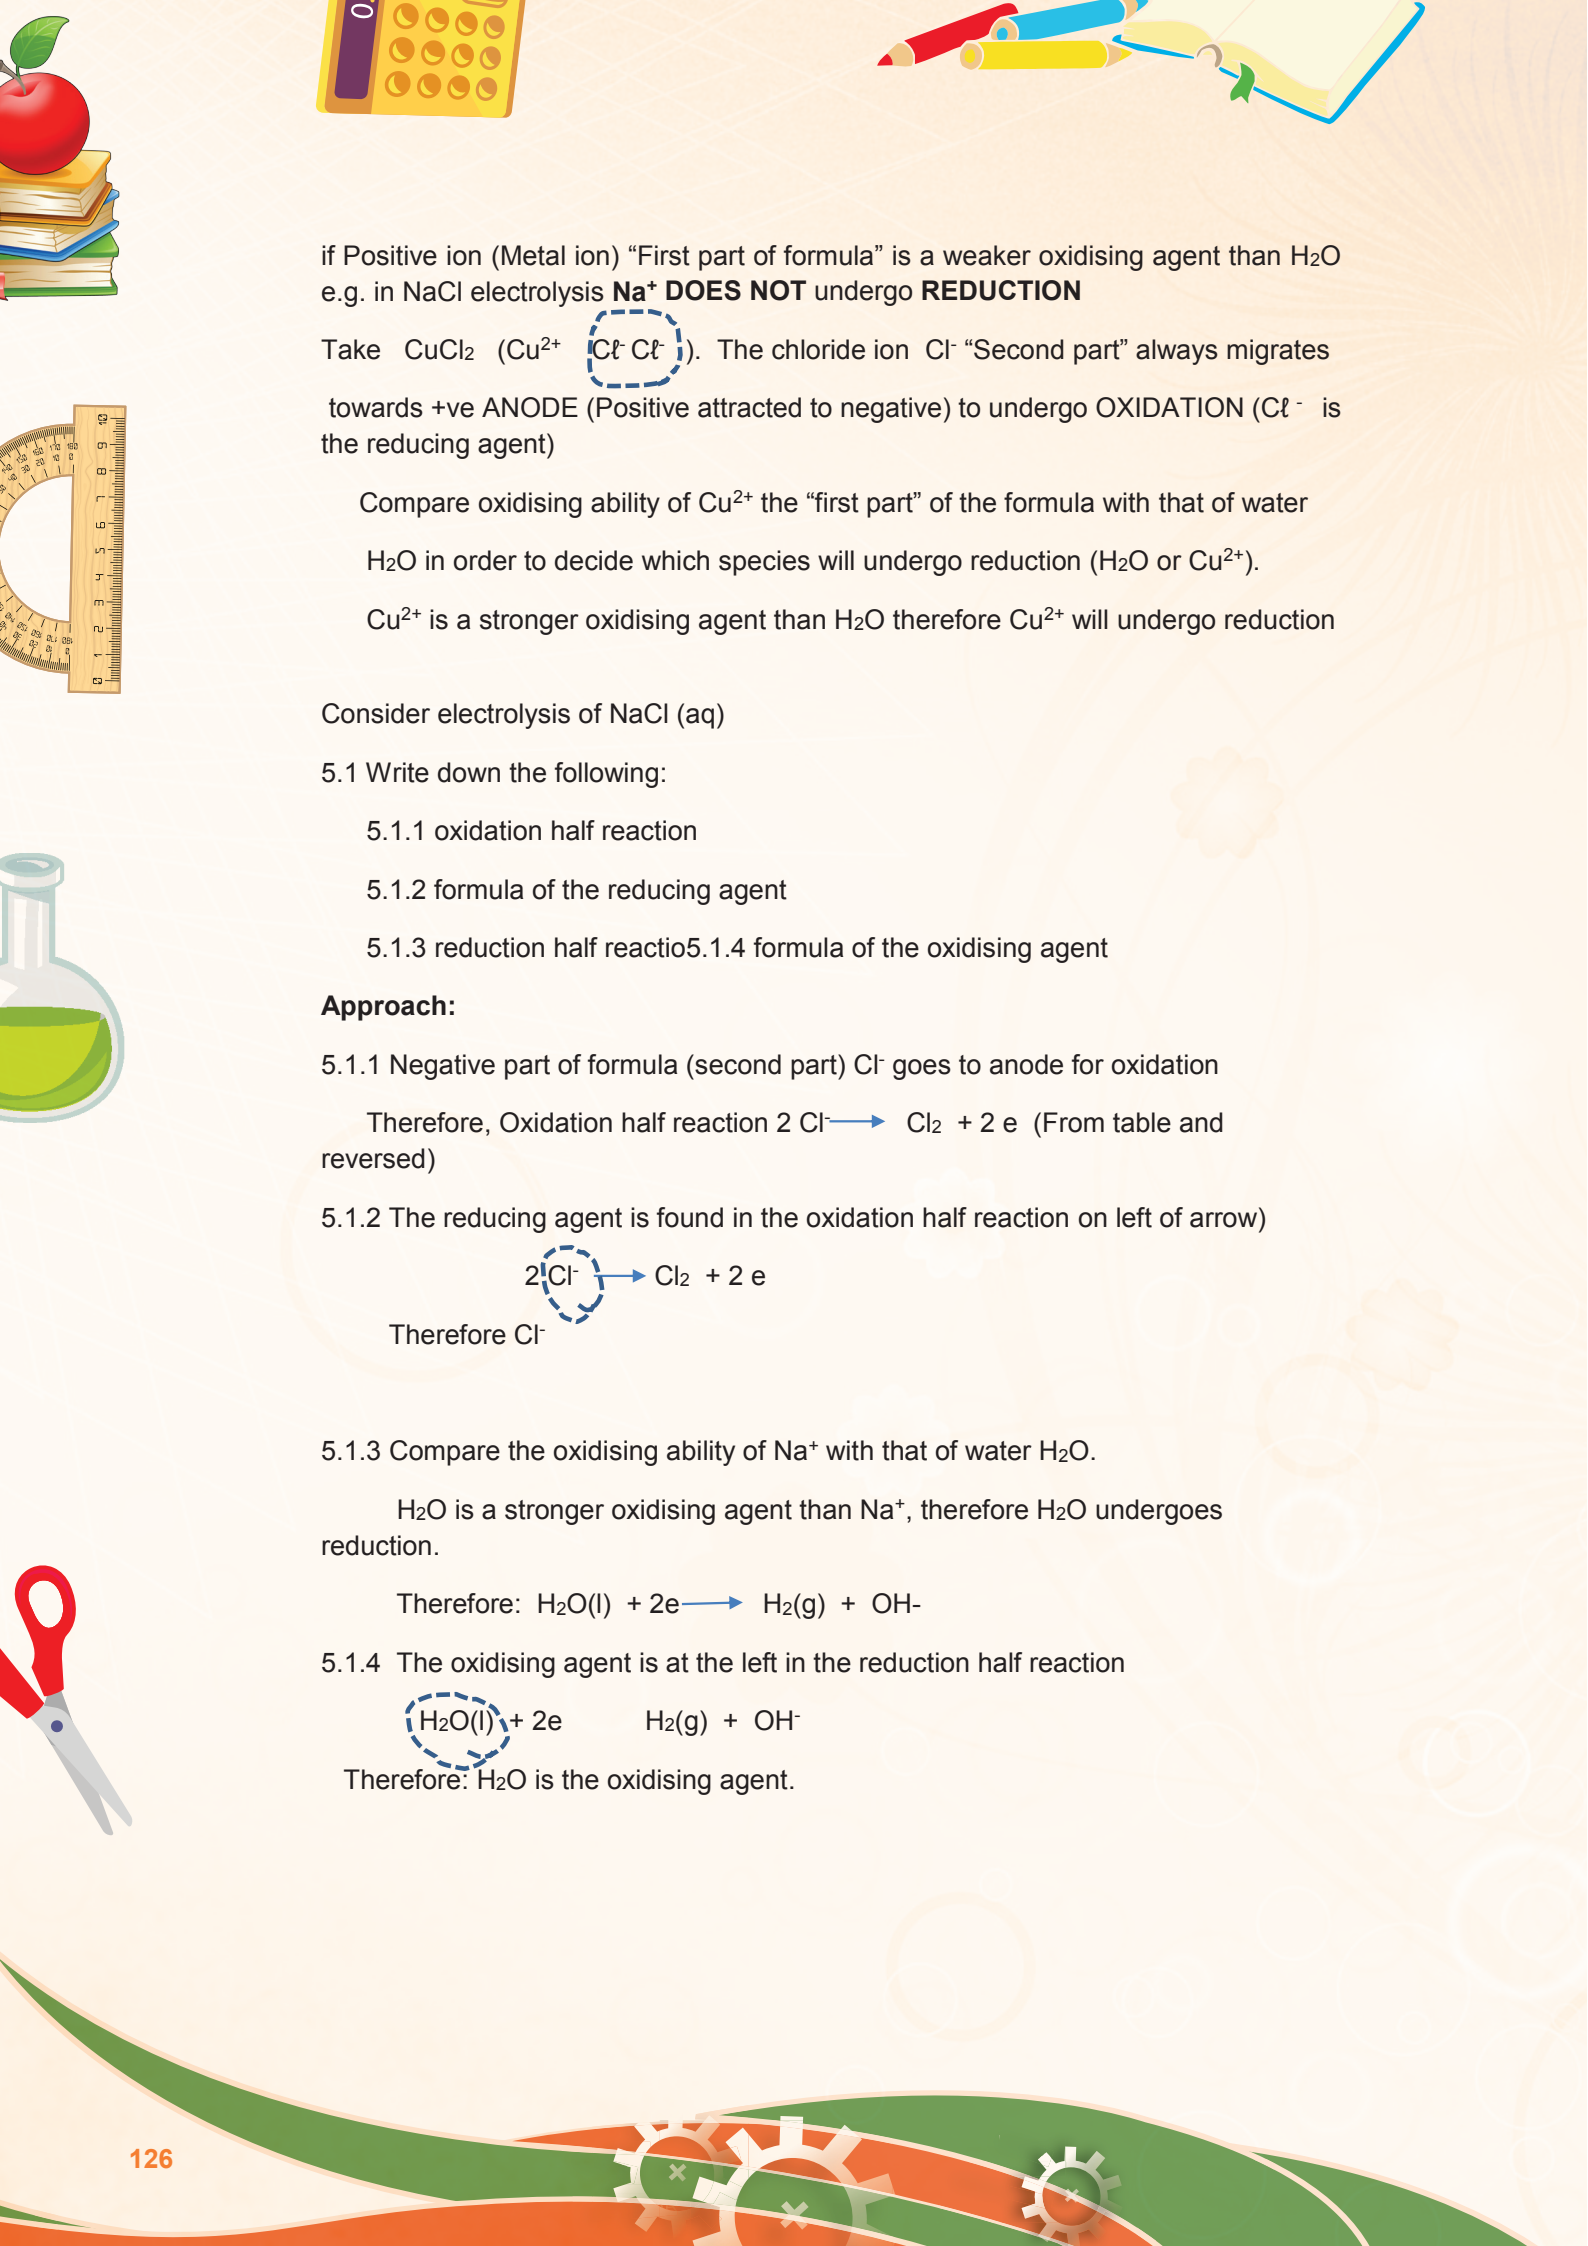 if Positive ion (Metal ion) “First part of formula” is a weaker oxidising agent than H2O
e.g. in NaCl electrolysis Na⁺ DOES NOT undergo REDUCTION
Take CuCl2 (Cu²⁺ Cℓ⁻ Cℓ⁻ ). The chloride ion Cl⁻ “Second part” always migrates
towards +ve ANODE (Positive attracted to negative) to undergo OXIDATION (Cℓ ⁻ is
the reducing agent)
Compare oxidising ability of Cu²⁺ the “first part” of the formula with that of water
H2O in order to decide which species will undergo reduction (H2O or Cu²⁺).
Cu²⁺ is a stronger oxidising agent than H2O therefore Cu²⁺ will undergo reduction
Consider electrolysis of NaCl (aq)
5.1 Write down the following:
5.1.1 oxidation half reaction
5.1.2 formula of the reducing agent
5.1.3 reduction half reactio5.1.4 formula of the oxidising agent
Approach:
5.1.1 Negative part of formula (second part) Cl⁻ goes to anode for oxidation
Therefore, Oxidation half reaction 2 Cl⁻ → Cl2 + 2 e (From table and
reversed)
5.1.2 The reducing agent is found in the oxidation half reaction on left of arrow)
2 Cl⁻ → Cl2 + 2 e
Therefore Cl⁻
5.1.3 Compare the oxidising ability of Na⁺ with that of water H2O.
H2O is a stronger oxidising agent than Na⁺, therefore H2O undergoes
reduction.
Therefore: H2O(l) + 2e → H2(g) + OH-
5.1.4 The oxidising agent is at the left in the reduction half reaction
H2O(l) + 2e H2(g) + OH⁻
Therefore: H2O is the oxidising agent.
126